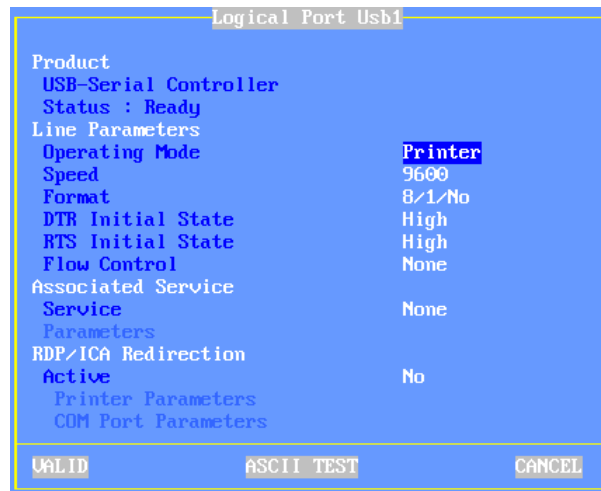 Logical Port Usb1
Product
USB-Serial Controller
Status : Ready
Line Parameters
Operating Mode Printer
Speed 9600
Format 8/1/No
DTR Initial State High
RTS Initial State High
Flow Control None
Associated Service
Service None
Parameters
RDP/ICA Redirection
Active No
Printer Parameters
COM Port Parameters
VALID ASCII TEST CANCEL